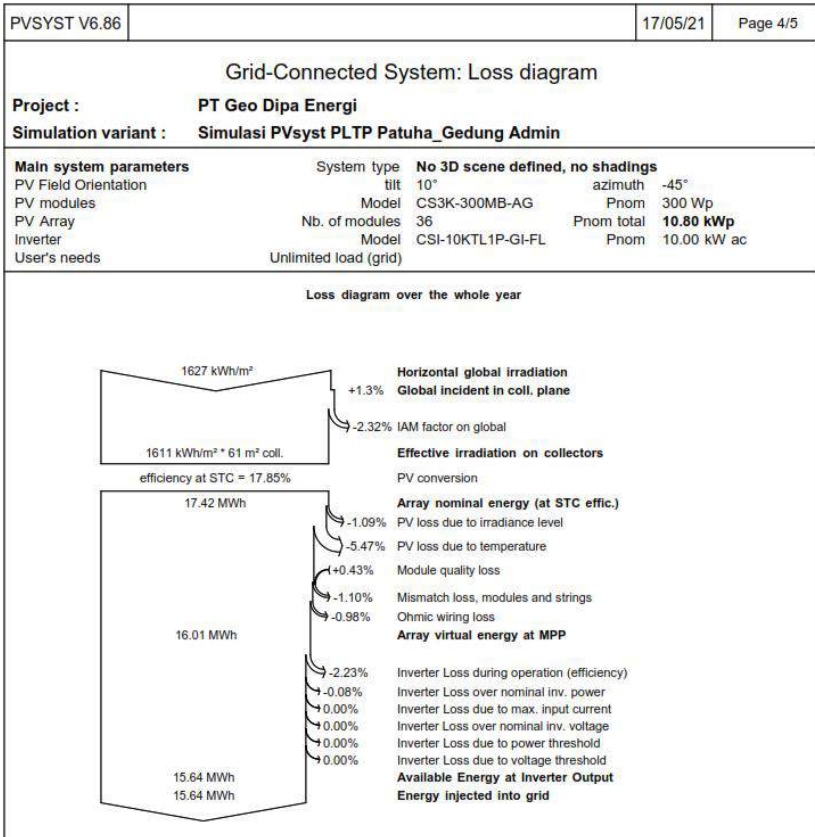 PVSYST V6.86 17/05/21 Page 4/5
Grid-Connected System: Loss diagram
Project : PT Geo Dipa Energi
Simulation variant : Simulasi PVsyst PLTP Patuha_Gedung Admin
Main system parameters System type No 3D scene defined, no shadings
PV Field Orientation tilt 10° azimuth -45°
PV modules Model CS3K-300MB-AG Pnom 300 Wp
PV Array Nb. of modules 36 Pnom total 10.80 kWp
Inverter Model CSI-10KTL1P-GI-FL Pnom 10.00 kW ac
User's needs Unlimited load (grid)
Loss diagram over the whole year
1627 kWh/m² Horizontal global irradiation
+1.3% Global incident in coll. plane
-2.32% IAM factor on global
1611 kWh/m² * 61 m² coll. Effective irradiation on collectors
efficiency at STC = 17.85% PV conversion
17.42 MWh Array nominal energy (at STC effic.)
-1.09% PV loss due to irradiance level
-5.47% PV loss due to temperature
+0.43% Module quality loss
-1.10% Mismatch loss, modules and strings
-0.98% Ohmic wiring loss
16.01 MWh Array virtual energy at MPP
-2.23% Inverter Loss during operation (efficiency)
-0.08% Inverter Loss over nominal inv. power
0.00% Inverter Loss due to max. input current
0.00% Inverter Loss over nominal inv. voltage
0.00% Inverter Loss due to power threshold
0.00% Inverter Loss due to voltage threshold
15.64 MWh Available Energy at Inverter Output
15.64 MWh Energy injected into grid